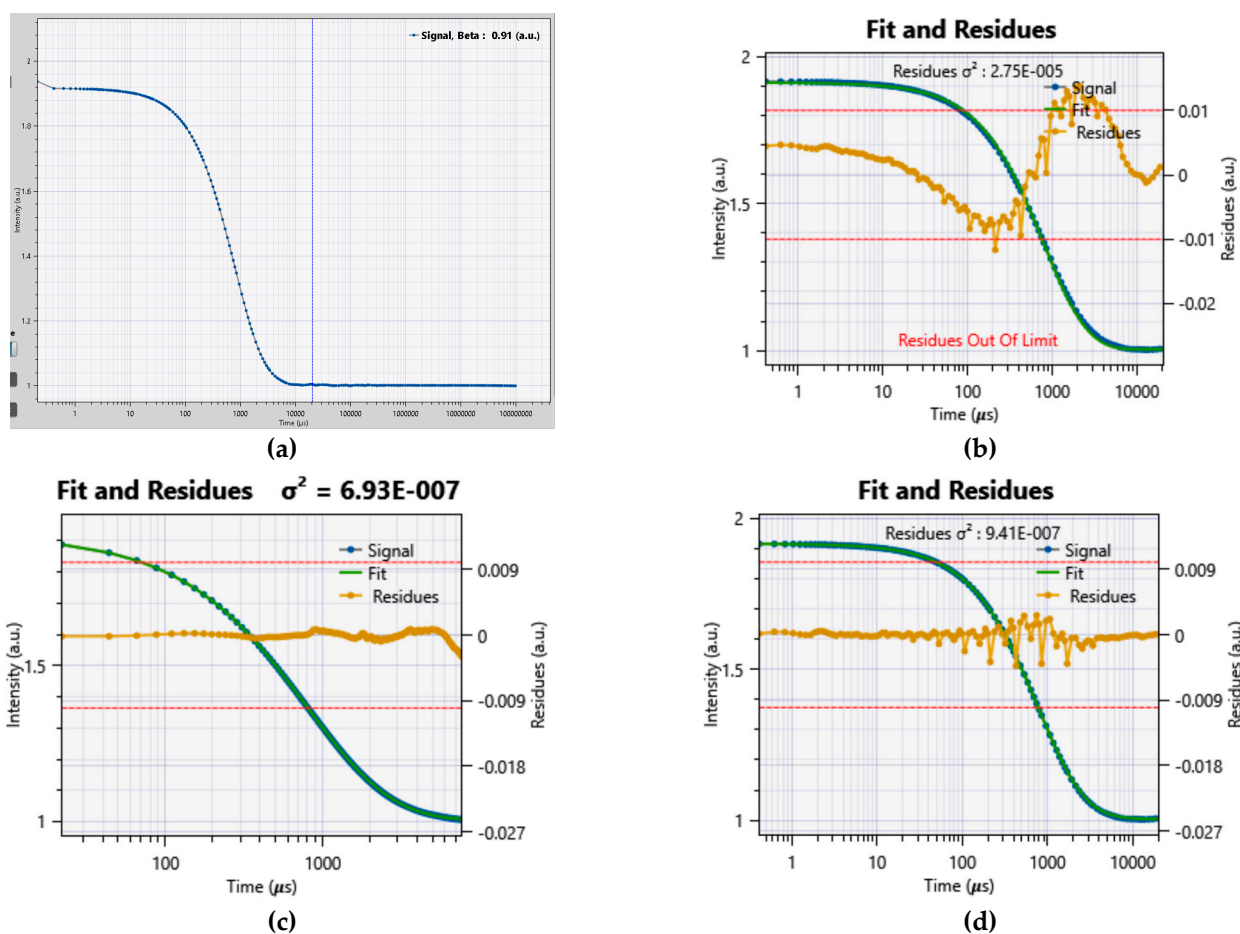 Signal, Beta : 0.91 (a.u.)
2
1.8
1.6
1.4
1.2
1
Intensity (a.u.)
e
1 10 100 1000 10000 100000 1000000 10000000 100000000
Time (µs)
(a)
Fit and Residues
Residues σ² : 2.75E-005
Signal
Fit
Residues
2
1.5
1
Intensity (a.u.)
0.01
0
-0.01
-0.02
Residues (a.u.)
Residues Out Of Limit
1 10 100 1000 10000
Time (µs)
(b)
Fit and Residues σ² = 6.93E-007
Signal
Fit
Residues
1.5
1
Intensity (a.u.)
0.009
0
-0.009
-0.018
-0.027
Residues (a.u.)
100 1000
Time (µs)
(c)
Fit and Residues
Residues σ² : 9.41E-007
Signal
Fit
Residues
2
1.5
1
Intensity (a.u.)
0.009
0
-0.009
-0.018
-0.027
Residues (a.u.)
1 10 100 1000 10000
Time (µs)
(d)